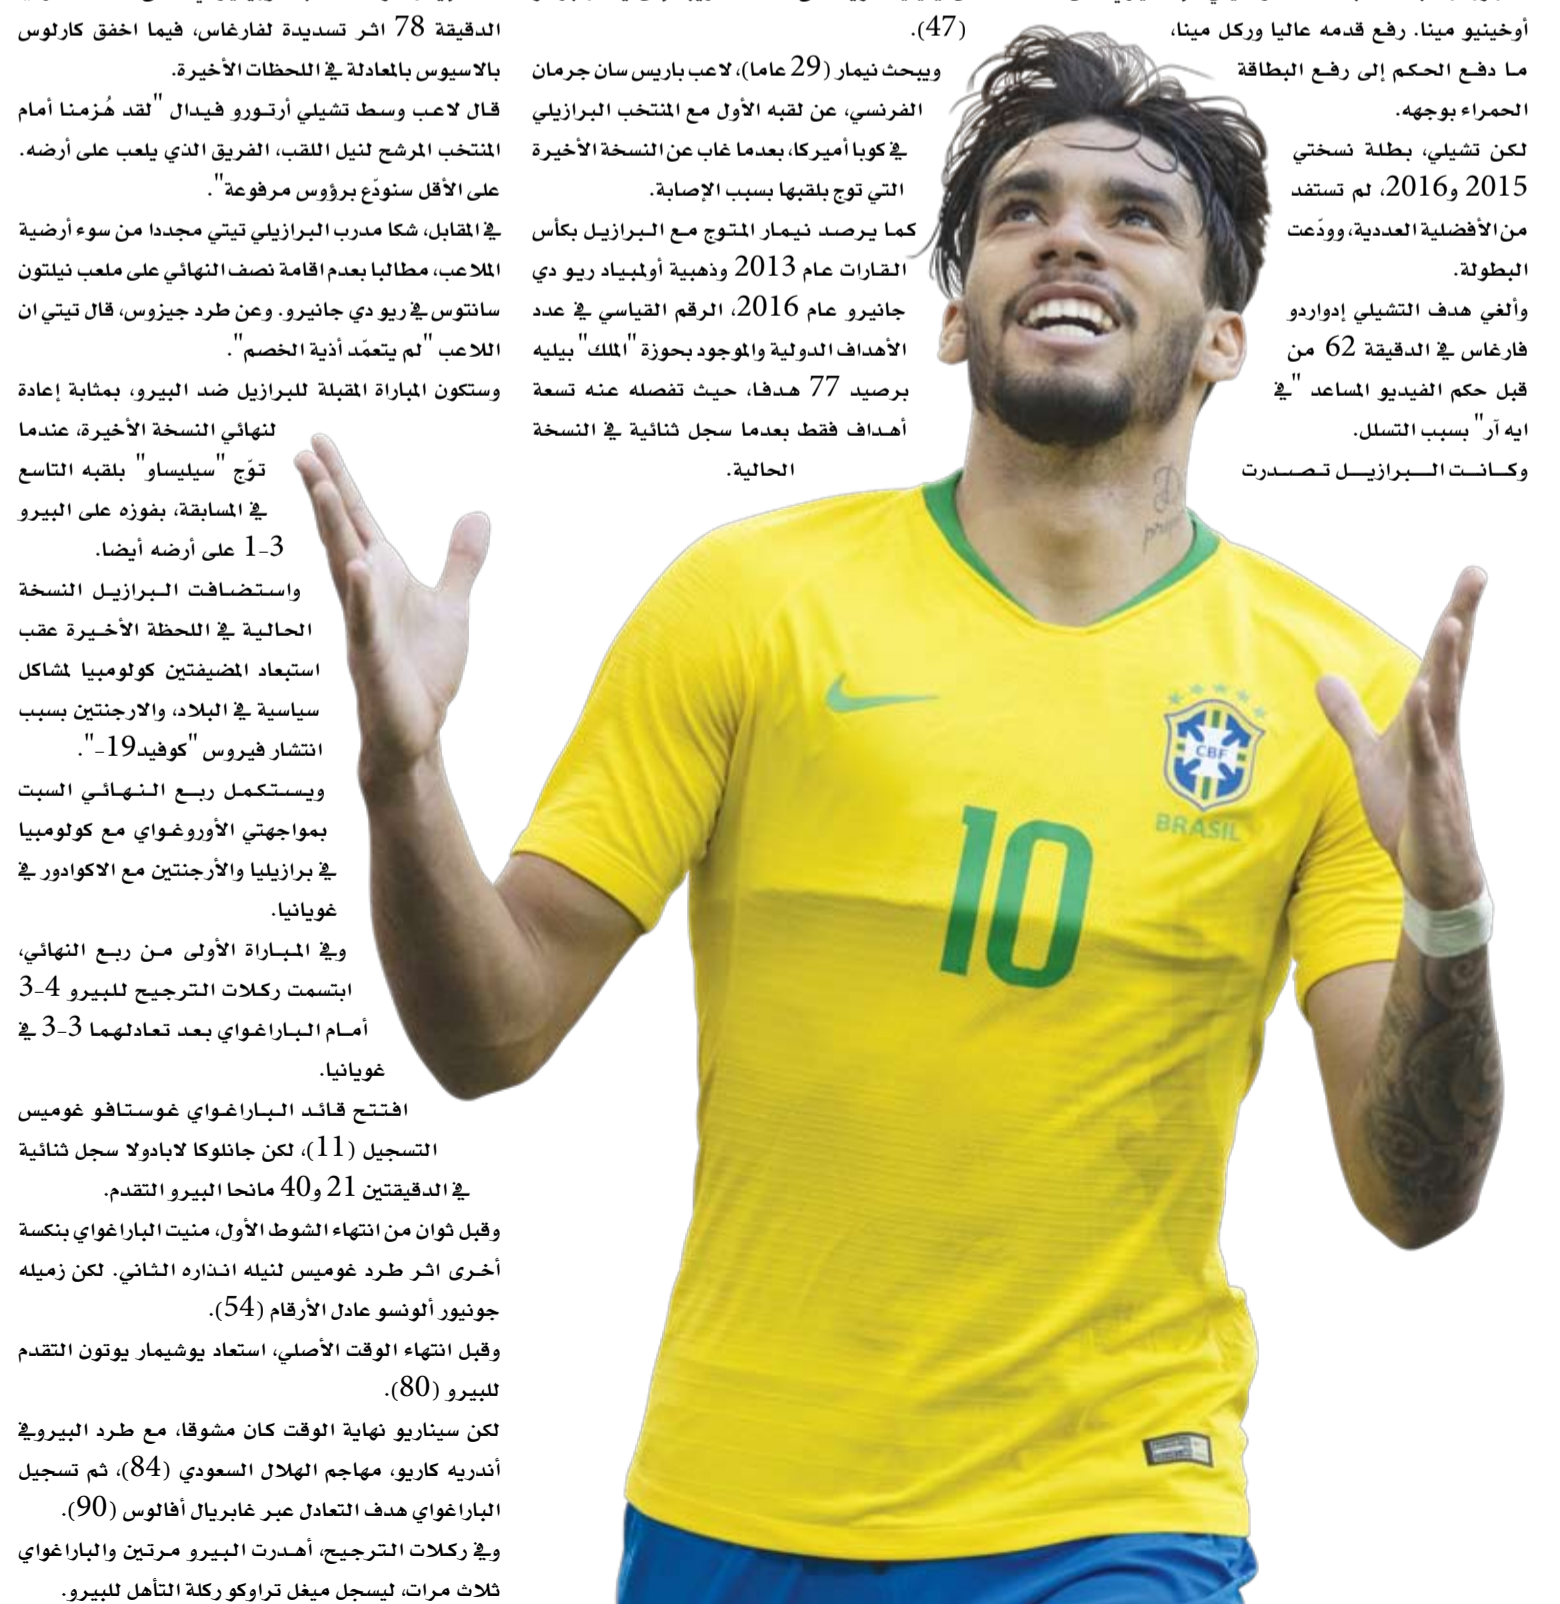 أوخينيو مينا. رفع قدمه عاليا وركل مينا،
ما دفع الحكم إلى رفع البطاقة
الحمراء بوجهه.
لكن تشيلي، بطلة نسختي
2015 و2016، لم تستفد
من الأفضلية العددية، وودّعت
البطولة.
وألغي هدف التشيلي إدواردو
فارغاس في الدقيقة 62 من
قبل حكم الفيديو المساعد "في
ايه آر" بسبب التسلل.
وكانت البرازيل تصدرت
(47).
ويبحث نيمار (29 عاما)، لاعب باريس سان جرمان
الفرنسي، عن لقبه الأول مع المنتخب البرازيلي
في كوبا أميركا، بعدما غاب عن النسخة الأخيرة
التي توج بلقبها بسبب الإصابة.
كما يرصد نيمار المتوج مع البرازيل بكأس
القارات عام 2013 وذهبية أولمبياد ريو دي
جانيرو عام 2016، الرقم القياسي في عدد
الأهداف الدولية والموجود بحوزة "الملك" بيليه
برصيد 77 هدفا، حيث تفصله عنه تسعة
أهداف فقط بعدما سجل ثنائية في النسخة
الحالية.
الدقيقة 78 اثر تسديدة لفارغاس، فيما اخفق كارلوس
بالاسيوس بالمعادلة في اللحظات الأخيرة.
قال لاعب وسط تشيلي أرتورو فيدال "لقد هُزمنا أمام
المنتخب المرشح لنيل اللقب، الفريق الذي يلعب على أرضه.
على الأقل سنودّع برؤوس مرفوعة".
في المقابل، شكا مدرب البرازيلي تيتي مجددا من سوء أرضية
الملاعب، مطالبا بعدم اقامة نصف النهائي على ملعب نيلتون
سانتوس في ريو دي جانيرو. وعن طرد جيزوس، قال تيتي ان
اللاعب "لم يتعمّد أذية الخصم".
وستكون المباراة المقبلة للبرازيل ضد البيرو، بمثابة إعادة
لنهائي النسخة الأخيرة، عندما
توّج "سيليساو" بلقبه التاسع
في المسابقة، بفوزه على البيرو
3-1 على أرضه أيضا.
واستضافت البرازيل النسخة
الحالية في اللحظة الأخيرة عقب
استبعاد المضيفتين كولومبيا لمشاكل
سياسية في البلاد، والارجنتين بسبب
انتشار فيروس "كوفيد19-".
ويستكمل ربع النهائي السبت
بمواجهتي الأوروغواي مع كولومبيا
في برازيليا والأرجنتين مع الاكوادور في
غويانيا.
وفي المباراة الأولى من ربع النهائي،
ابتسمت ركلات الترجيح للبيرو 4-3
أمام الباراغواي بعد تعادلهما 3-3 في
غويانيا.
افتتح قائد الباراغواي غوستافو غوميس
التسجيل (11)، لكن جانلوكا لابادولا سجل ثنائية
في الدقيقتين 21 و40 مانحا البيرو التقدم.
وقبل ثوان من انتهاء الشوط الأول، منيت الباراغواي بنكسة
أخرى اثر طرد غوميس لنيله انذاره الثاني. لكن زميله
جونيور ألونسو عادل الأرقام (54).
وقبل انتهاء الوقت الأصلي، استعاد يوشيمار يوتون التقدم
للبيرو (80).
لكن سيناريو نهاية الوقت كان مشوقا، مع طرد البيروفي
أندريه كاريو، مهاجم الهلال السعودي (84)، ثم تسجيل
الباراغواي هدف التعادل عبر غابريال أفالوس (90).
وفي ركلات الترجيح، أهدرت البيرو مرتين والباراغواي
ثلاث مرات، ليسجل ميغل تراوكو ركلة التأهل للبيرو.
CBF
BRASIL
10